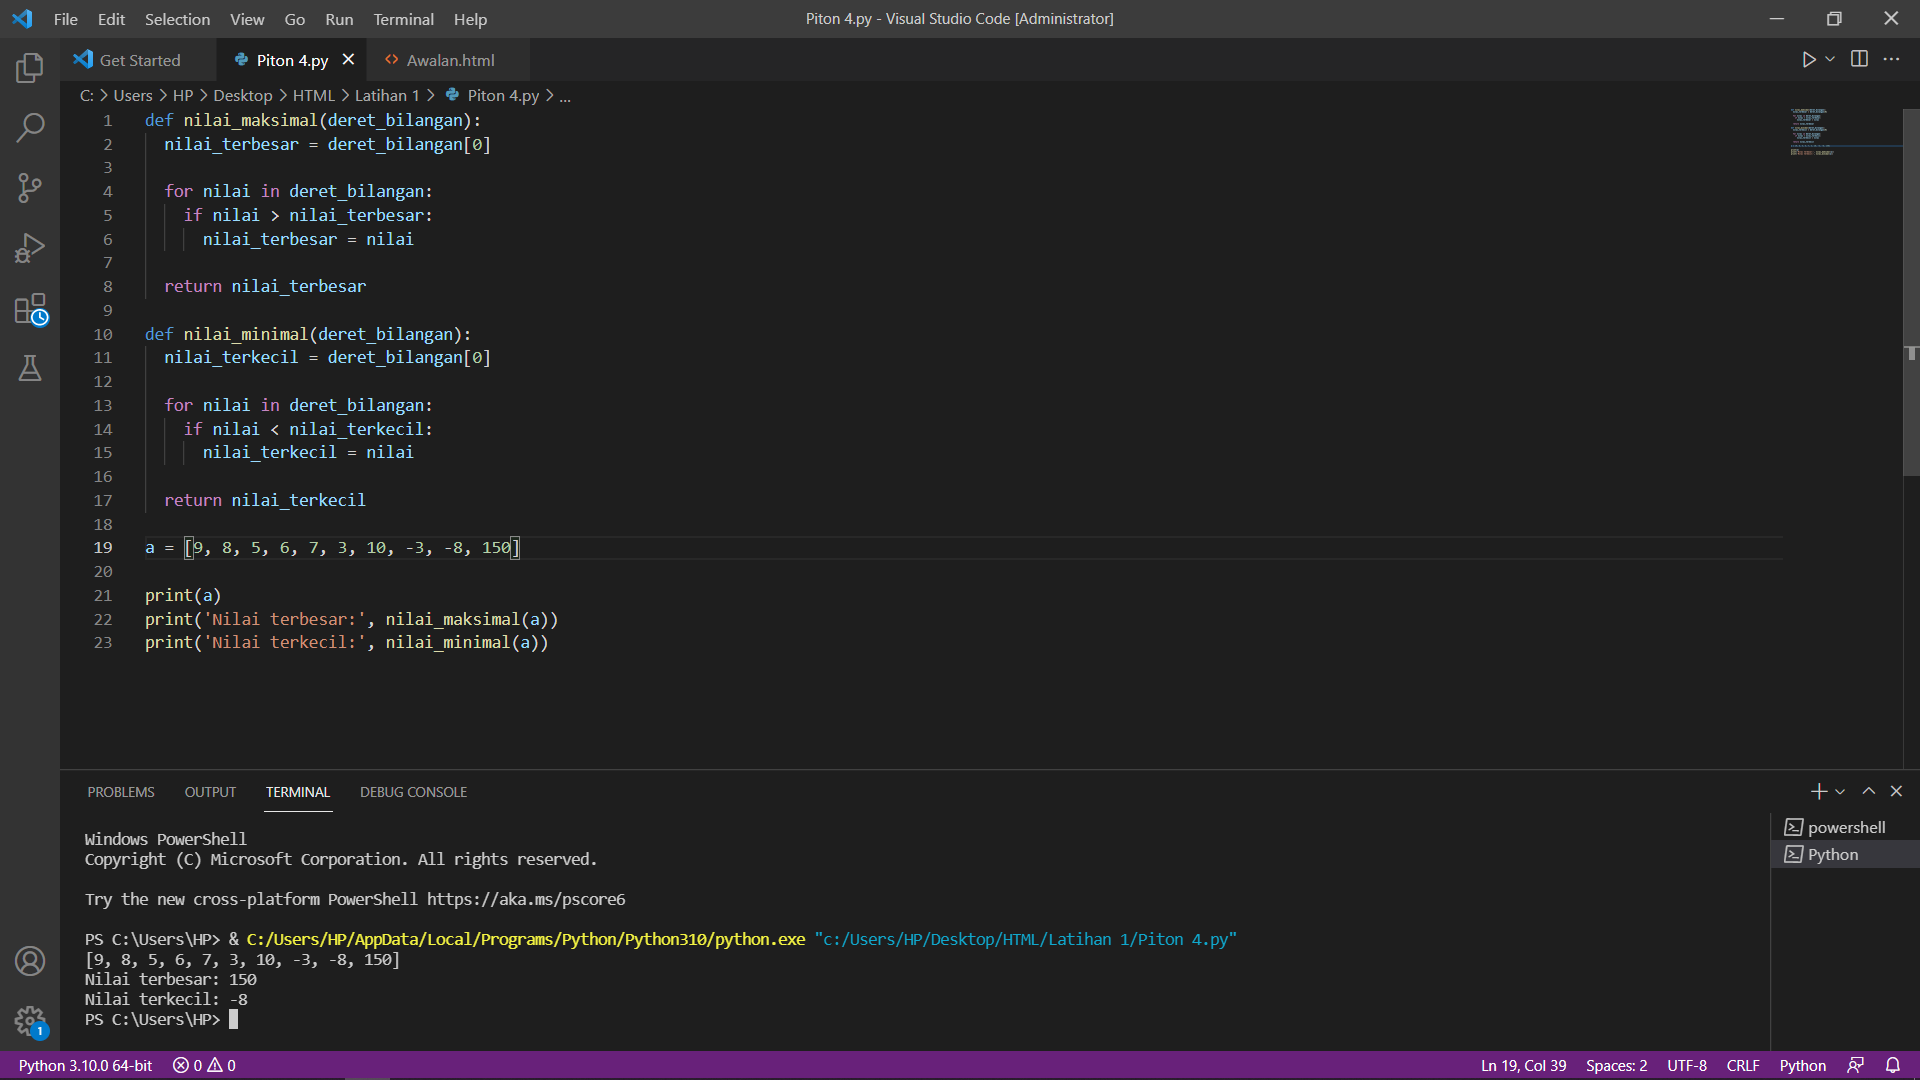 File Edit Selection View Go Run Terminal Help
Piton 4.py - Visual Studio Code [Administrator]
Get Started
Piton 4.py
Awalan.html
C: > Users > HP > Desktop > HTML > Latihan 1 > Piton 4.py > ...
1 def nilai_maksimal(deret_bilangan):
2 nilai_terbesar = deret_bilangan[0]
3
4 for nilai in deret_bilangan:
5 if nilai > nilai_terbesar:
6 nilai_terbesar = nilai
7
8 return nilai_terbesar
9
10 def nilai_minimal(deret_bilangan):
11 nilai_terkecil = deret_bilangan[0]
12
13 for nilai in deret_bilangan:
14 if nilai < nilai_terkecil:
15 nilai_terkecil = nilai
16
17 return nilai_terkecil
18
19 a = [9, 8, 5, 6, 7, 3, 10, -3, -8, 150]
20
21 print(a)
22 print('Nilai terbesar:', nilai_maksimal(a))
23 print('Nilai terkecil:', nilai_minimal(a))
PROBLEMS OUTPUT TERMINAL DEBUG CONSOLE
Windows PowerShell
Copyright (C) Microsoft Corporation. All rights reserved.
Try the new cross-platform PowerShell https://aka.ms/pscore6
PS C:\Users\HP> & C:/Users/HP/AppData/Local/Programs/Python/Python310/python.exe "c:/Users/HP/Desktop/HTML/Latihan 1/Piton 4.py"
[9, 8, 5, 6, 7, 3, 10, -3, -8, 150]
Nilai terbesar: 150
Nilai terkecil: -8
PS C:\Users\HP>
powershell
Python
1
Python 3.10.0 64-bit 0 0
Ln 19, Col 39 Spaces: 2 UTF-8 CRLF Python